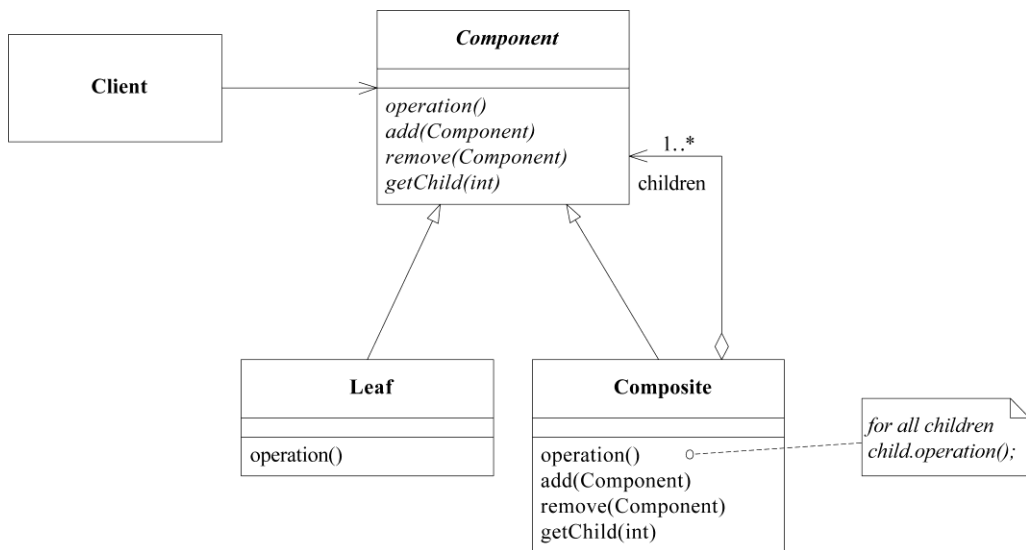 Component
Client
operation()
add(Component)
remove(Component)
getChild(int)
1..*
children
Leaf
operation()
Composite
operation()
add(Component)
remove(Component)
getChild(int)
for all children
child.operation();